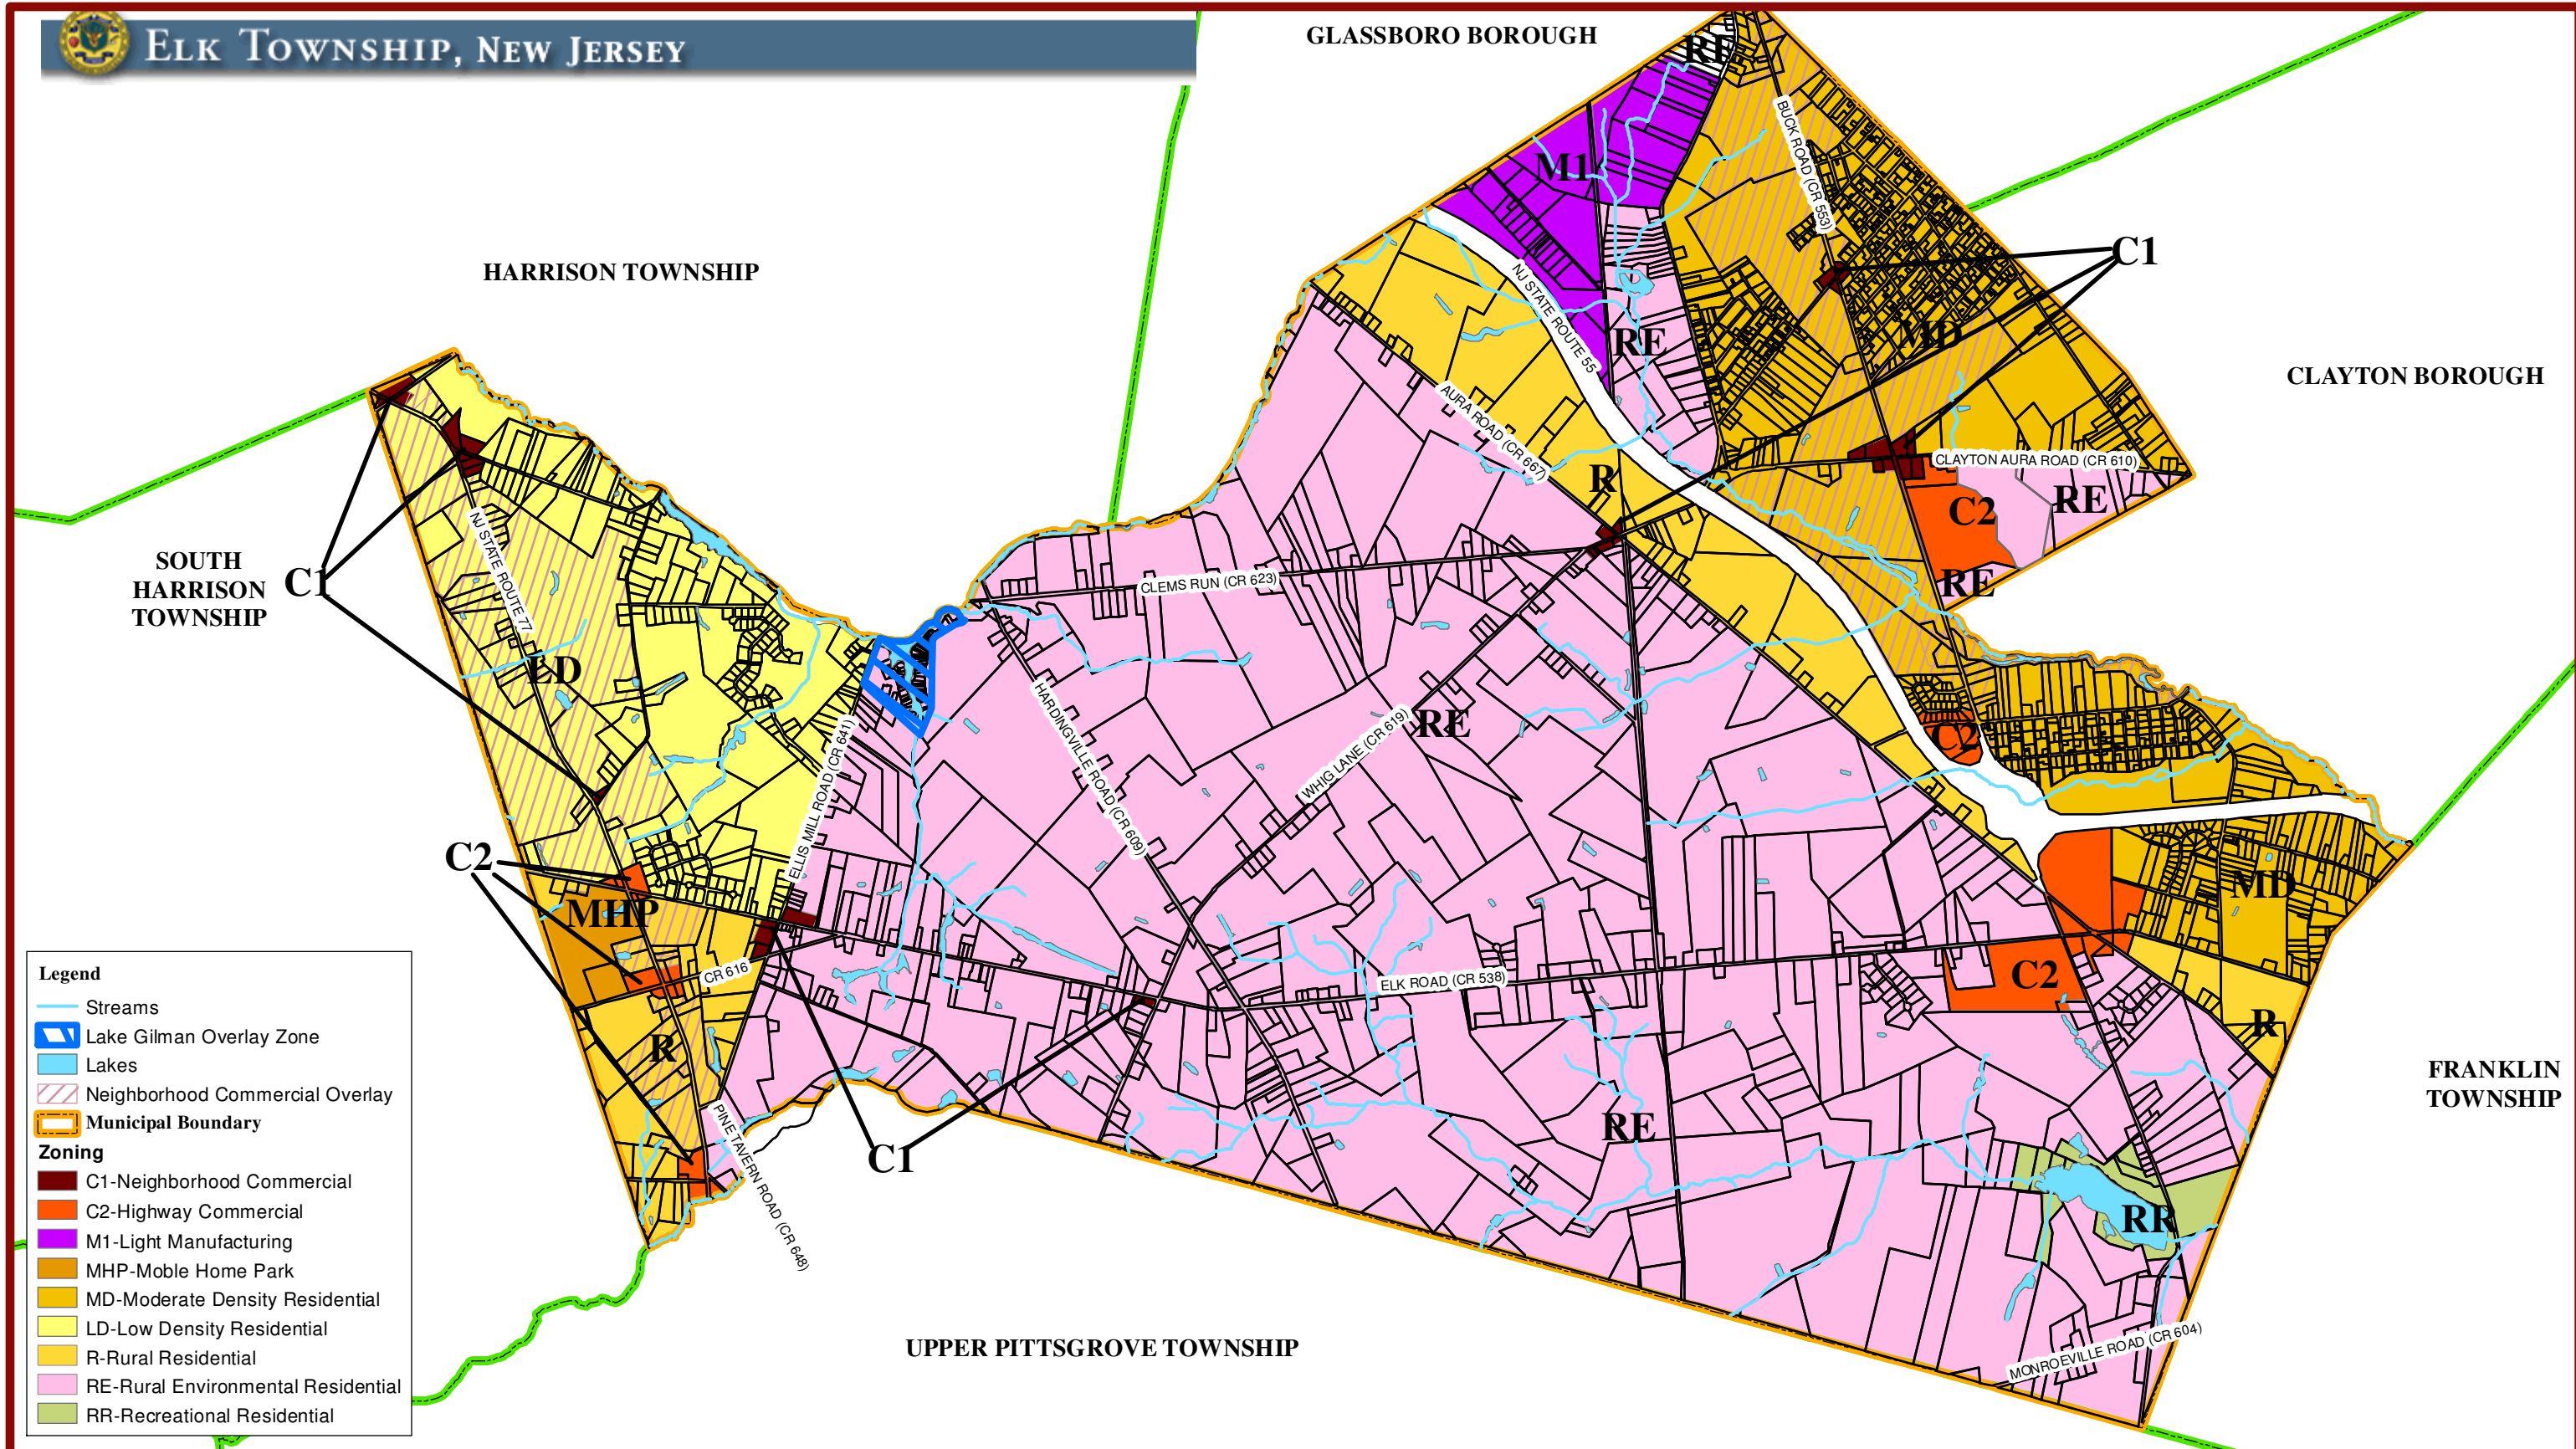 ELK TOWNSHIP, NEW JERSEY
GLASSBORO BOROUGH
RE
BUCK ROAD (CR 553)
M1
C1
HARRISON TOWNSHIP
NJ STATE ROUTE 55
RE
MD
CLAYTON BOROUGH
AURA ROAD (CR 667)
CLAYTON AURA ROAD (CR 610)
R
C2
RE
NJ STATE ROUTE 77
SOUTH
HARRISON
TOWNSHIP
C1
CLEMS RUN (CR 623)
RE
LD
HARDINGVILLE ROAD (CR 609)
RE
WHIG LANE (CR 619)
C2
ELLIS MILL ROAD (CR 641)
C2
MHP
MD
CR 616
ELK ROAD (CR 538)
C2
R
R
FRANKLIN
TOWNSHIP
PINE TAVERN ROAD (CR 648)
C1
RE
RR
UPPER PITTSGROVE TOWNSHIP
MONROEVILLE ROAD (CR 604)
Legend
Streams
Lake Gilman Overlay Zone
Lakes
Neighborhood Commercial Overlay
Municipal Boundary
Zoning
C1-Neighborhood Commercial
C2-Highway Commercial
M1-Light Manufacturing
MHP-Moble Home Park
MD-Moderate Density Residential
LD-Low Density Residential
R-Rural Residential
RE-Rural Environmental Residential
RR-Recreational Residential